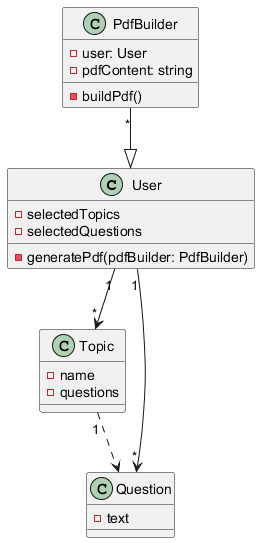 C PdfBuilder
user: User
pdfContent: string
buildPdf()
*
C User
selectedTopics
selectedQuestions
generatePdf(pdfBuilder: PdfBuilder)
1 1
*
C Topic
name
questions
1
*
C Question
text